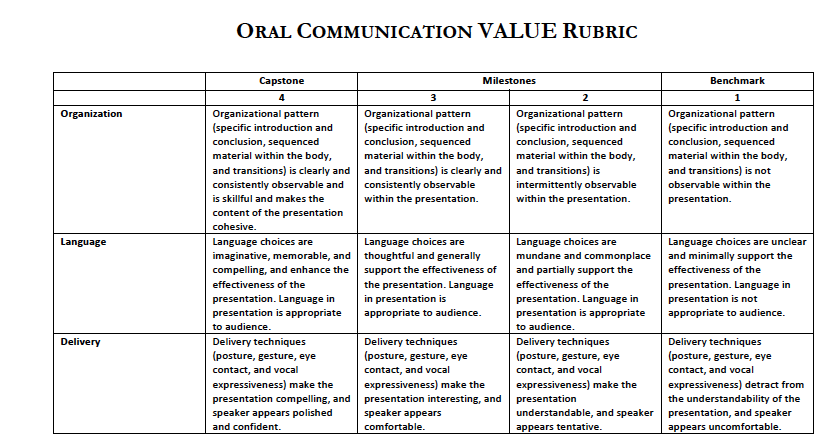 ORAL COMMUNICATION VALUE RUBRIC
Capstone Milestones Benchmark
4 3 2 1
Organization
Organizational pattern
(specific introduction and
conclusion, sequenced
material within the body,
and transitions) is clearly and
consistently observable and
is skillful and makes the
content of the presentation
cohesive.
Organizational pattern
(specific introduction and
conclusion, sequenced
material within the body,
and transitions) is clearly and
consistently observable
within the presentation.
Organizational pattern
(specific introduction and
conclusion, sequenced
material within the body,
and transitions) is
intermittently observable
within the presentation.
Organizational pattern
(specific introduction and
conclusion, sequenced
material within the body,
and transitions) is not
observable within the
presentation.
Language
Language choices are
imaginative, memorable, and
compelling, and enhance the
effectiveness of the
presentation. Language in
presentation is appropriate
to audience.
Language choices are
thoughtful and generally
support the effectiveness of
the presentation. Language
in presentation is
appropriate to audience.
Language choices are
mundane and commonplace
and partially support the
effectiveness of the
presentation. Language in
presentation is appropriate
to audience.
Language choices are unclear
and minimally support the
effectiveness of the
presentation. Language in
presentation is not
appropriate to audience.
Delivery
Delivery techniques
(posture, gesture, eye
contact, and vocal
expressiveness) make the
presentation compelling, and
speaker appears polished
and confident.
Delivery techniques
(posture, gesture, eye
contact, and vocal
expressiveness) make the
presentation interesting, and
speaker appears
comfortable.
Delivery techniques
(posture, gesture, eye
contact, and vocal
expressiveness) make the
presentation
understandable, and speaker
appears tentative.
Delivery techniques
(posture, gesture, eye
contact, and vocal
expressiveness) detract from
the understandability of the
presentation, and speaker
appears uncomfortable.